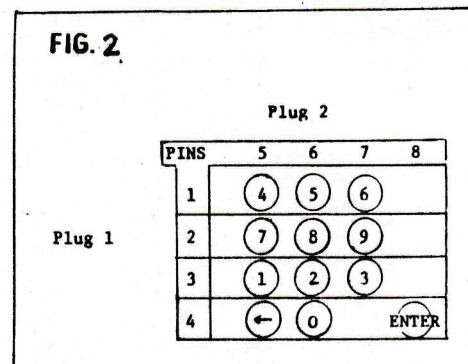 FIG. 2
Plug 2
PINS 5 6 7 8
1 4 5 6
Plug 1
2 7 8 9
3 1 2 3
4 ← 0 ENTER